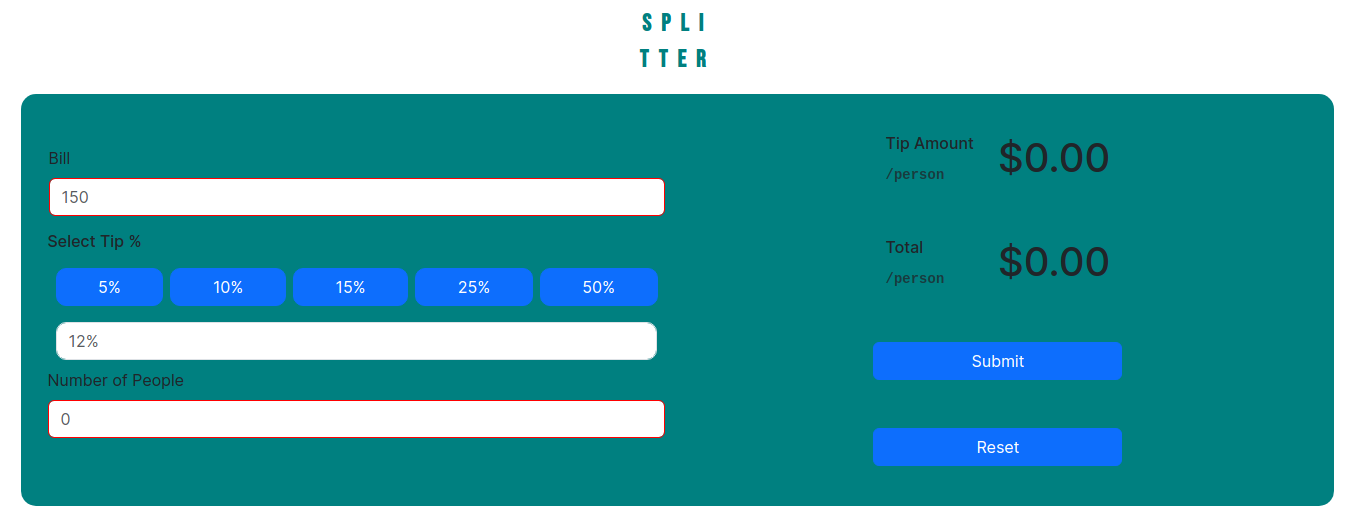 SPLI
TTER
Bill
150
Select Tip %
5% 10% 15% 25% 50%
12%
Number of People
0
Tip Amount
/person
$0.00
Total
/person
$0.00
Submit
Reset